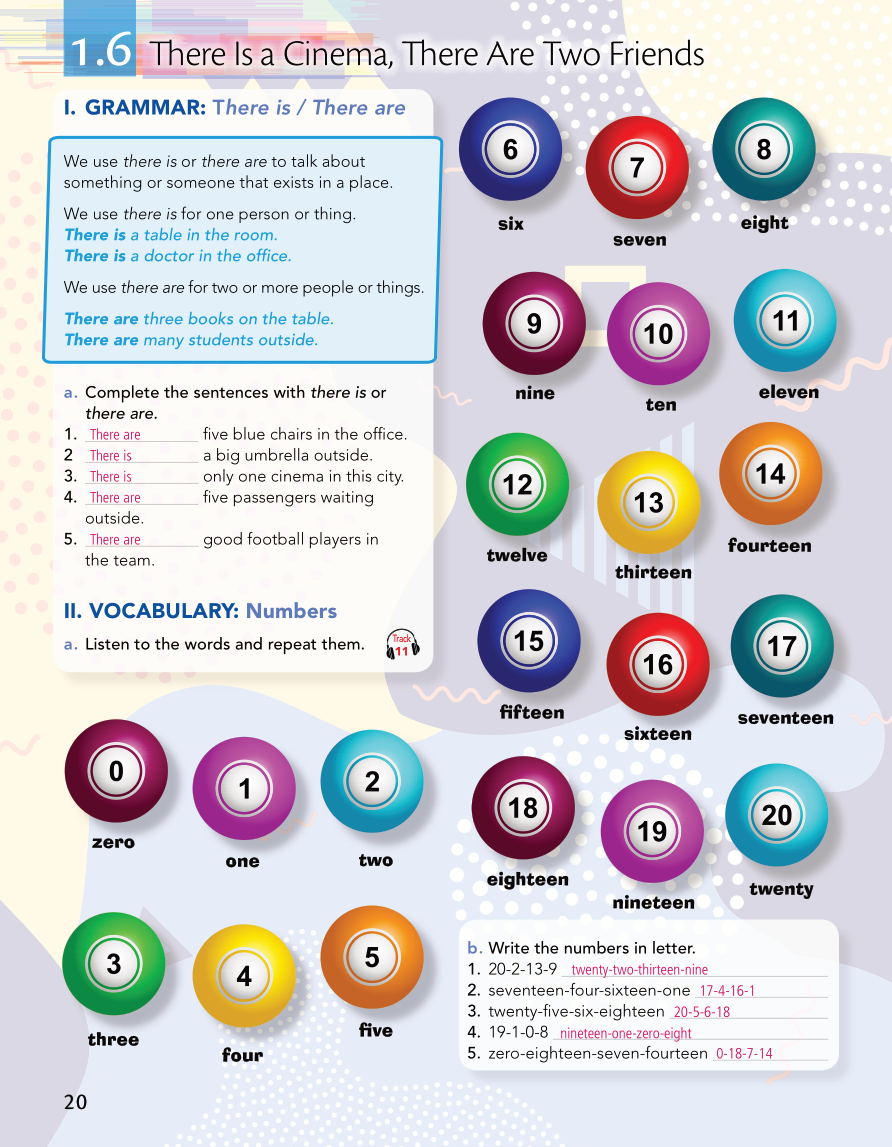 1.6 There Is a Cinema, There Are Two Friends
I. GRAMMAR: There is / There are
We use there is or there are to talk about
something or someone that exists in a place.
We use there is for one person or thing.
There is a table in the room.
There is a doctor in the office.
We use there are for two or more people or things.
There are three books on the table.
There are many students outside.
a. Complete the sentences with there is or
there are.
1. There are five blue chairs in the office.
2 There is a big umbrella outside.
3. There is only one cinema in this city.
4. There are five passengers waiting
outside.
5. There are good football players in
the team.
II. VOCABULARY: Numbers
a. Listen to the words and repeat them.
Track
11
0
1
2
zero
one
two
3
4
5
three
four
five
6
7
8
six
seven
eight
9
10
11
nine
ten
eleven
12
13
14
twelve
thirteen
fourteen
15
16
17
fifteen
sixteen
seventeen
18
19
20
eighteen
nineteen
twenty
b. Write the numbers in letter.
1. 20-2-13-9 twenty-two-thirteen-nine
2. seventeen-four-sixteen-one 17-4-16-1
3. twenty-five-six-eighteen 20-5-6-18
4. 19-1-0-8 nineteen-one-zero-eight
5. zero-eighteen-seven-fourteen 0-18-7-14
20